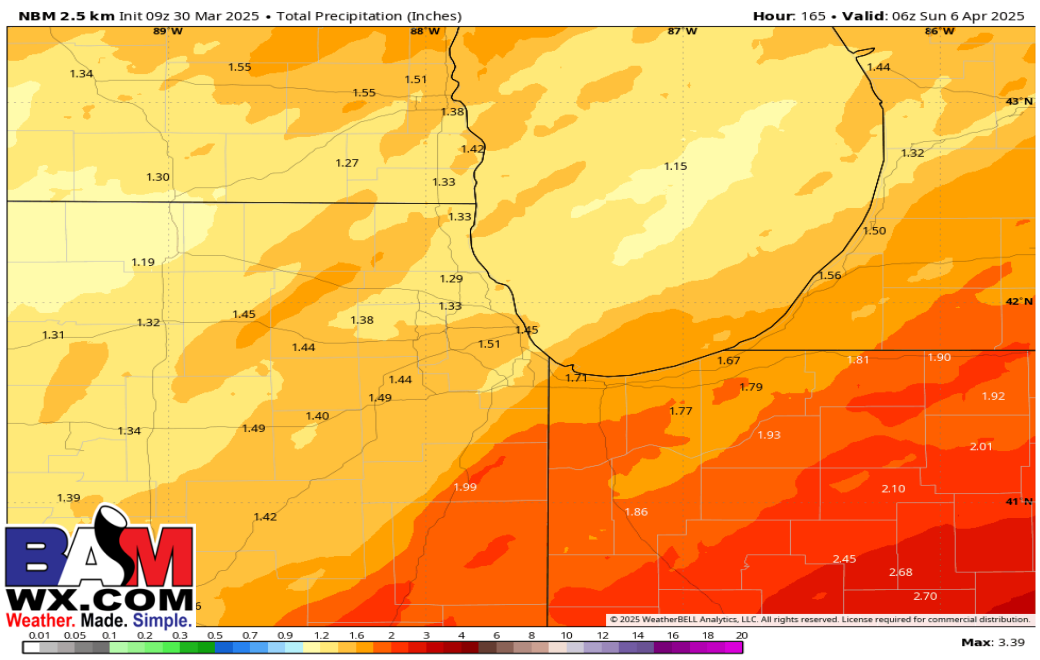 NBM 2.5 km Init 09z 30 Mar 2025 • Total Precipitation (Inches) Hour: 165 • Valid: 06z Sun 6 Apr 2025
89°W 88°W 87°W 86°W
1.34 1.55 1.51 1.44
1.55
1.38 43°N
1.42
1.27 1.15 1.32
1.30 1.33
1.33
1.50
1.19
1.29 1.56
1.33 42°N
1.45
1.32 1.38 1.45
1.31
1.44 1.51
1.67 1.81 1.90
1.44 1.71
1.79
1.49 1.92
1.40 1.77
1.34 1.49 1.93
2.01
1.99 2.10
1.39 41°N
1.42 1.86
2.45
2.68
2.70
6
BAM
WX.COM
Weather. Made. Simple.
© 2025 WeatherBELL Analytics, LLC. All rights reserved. License required for commercial distribution.
0.01 0.05 0.1 0.2 0.3 0.5 0.7 0.9 1.2 1.6 2 3 4 6 8 10 12 14 16 18 20
Max: 3.39